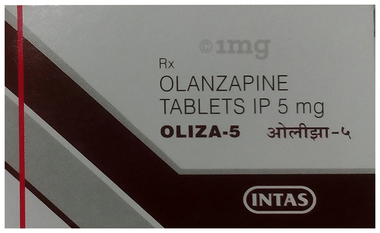 ©1mg
Rx
OLANZAPINE
TABLETS IP 5 mg
OLIZA-5 ओलीझा-५
INTAS